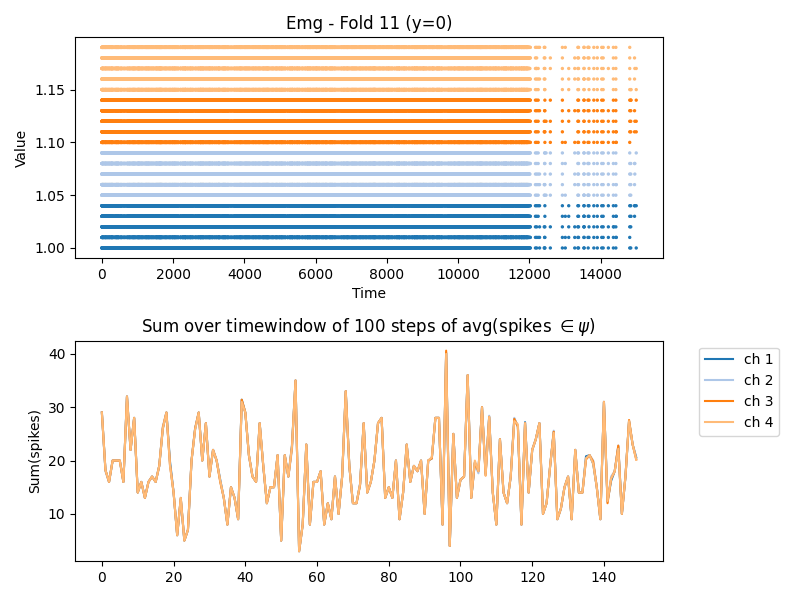 Emg - Fold 11 (y=0)
1.15
1.10
1.05
1.00
Value
0 2000 4000 6000 8000 10000 12000 14000
Time
Sum over timewindow of 100 steps of avg(spikes ∈ ψ)
40
30
20
10
Sum(spikes)
0 20 40 60 80 100 120 140
ch 1
ch 2
ch 3
ch 4